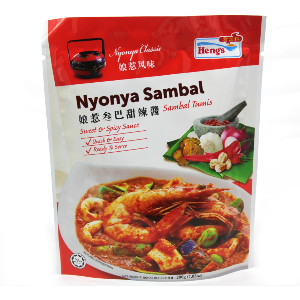 Nyonya Classic
娘惹风味
Heng's
Nyonya Sambal
娘惹叁巴甜辣醬
Sambal Tumis
Sweet & Spicy Sauce
Quick & Easy
Ready to Serve